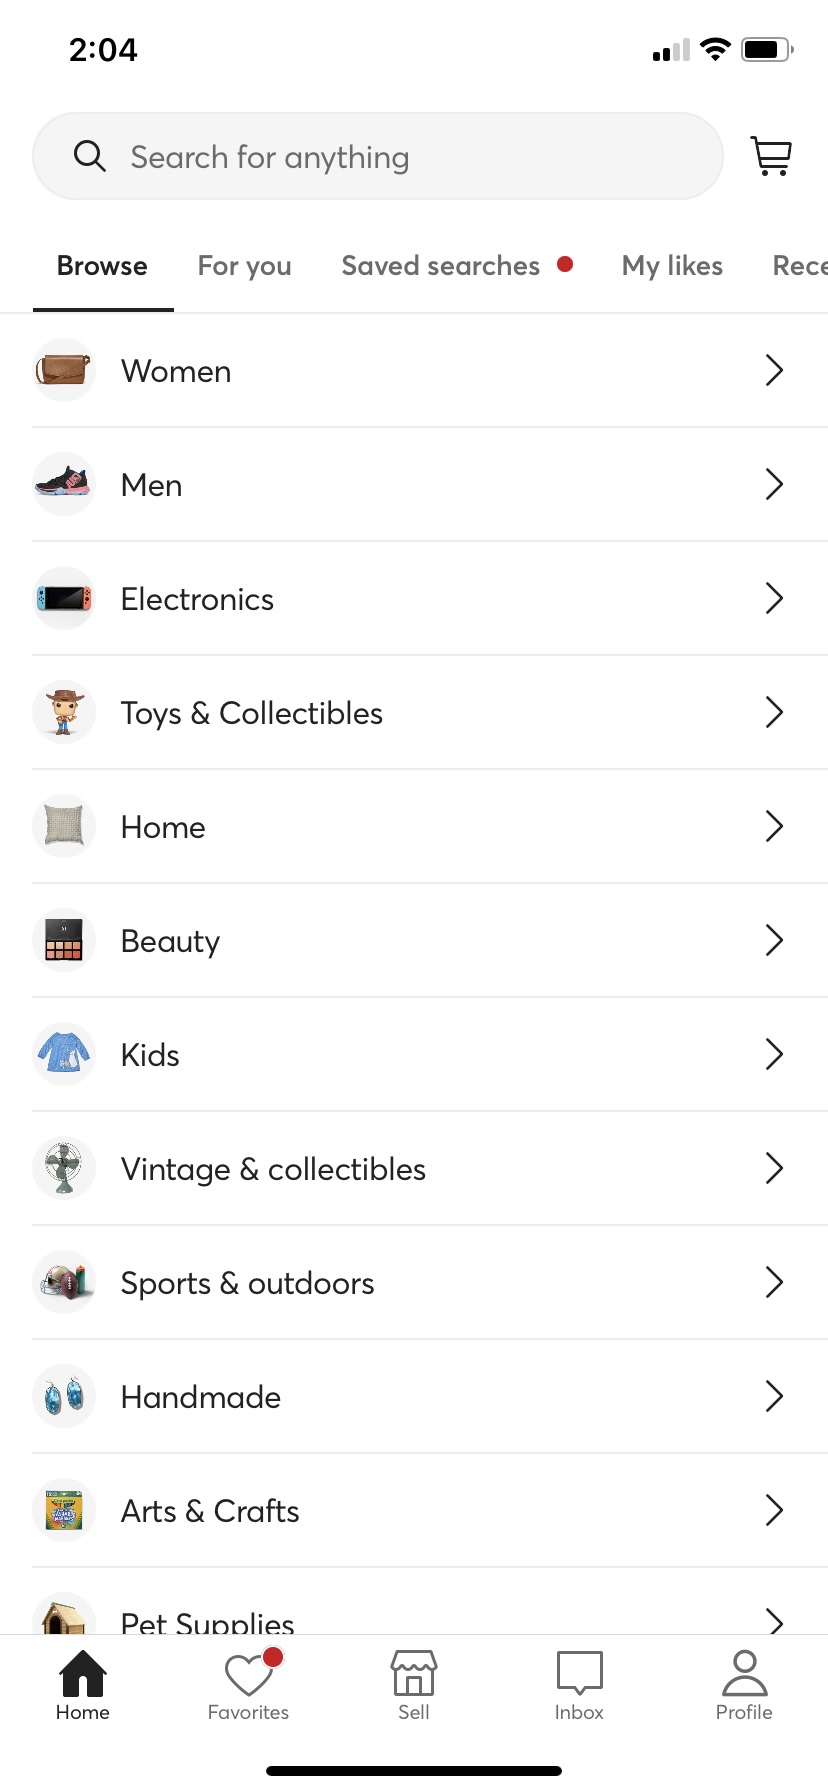 2:04
Search for anything
Browse For you Saved searches My likes Rece
Women
Men
Electronics
Toys & Collectibles
Home
Beauty
Kids
Vintage & collectibles
Sports & outdoors
Handmade
Arts & Crafts
Pet Supplies
Home Favorites Sell Inbox Profile